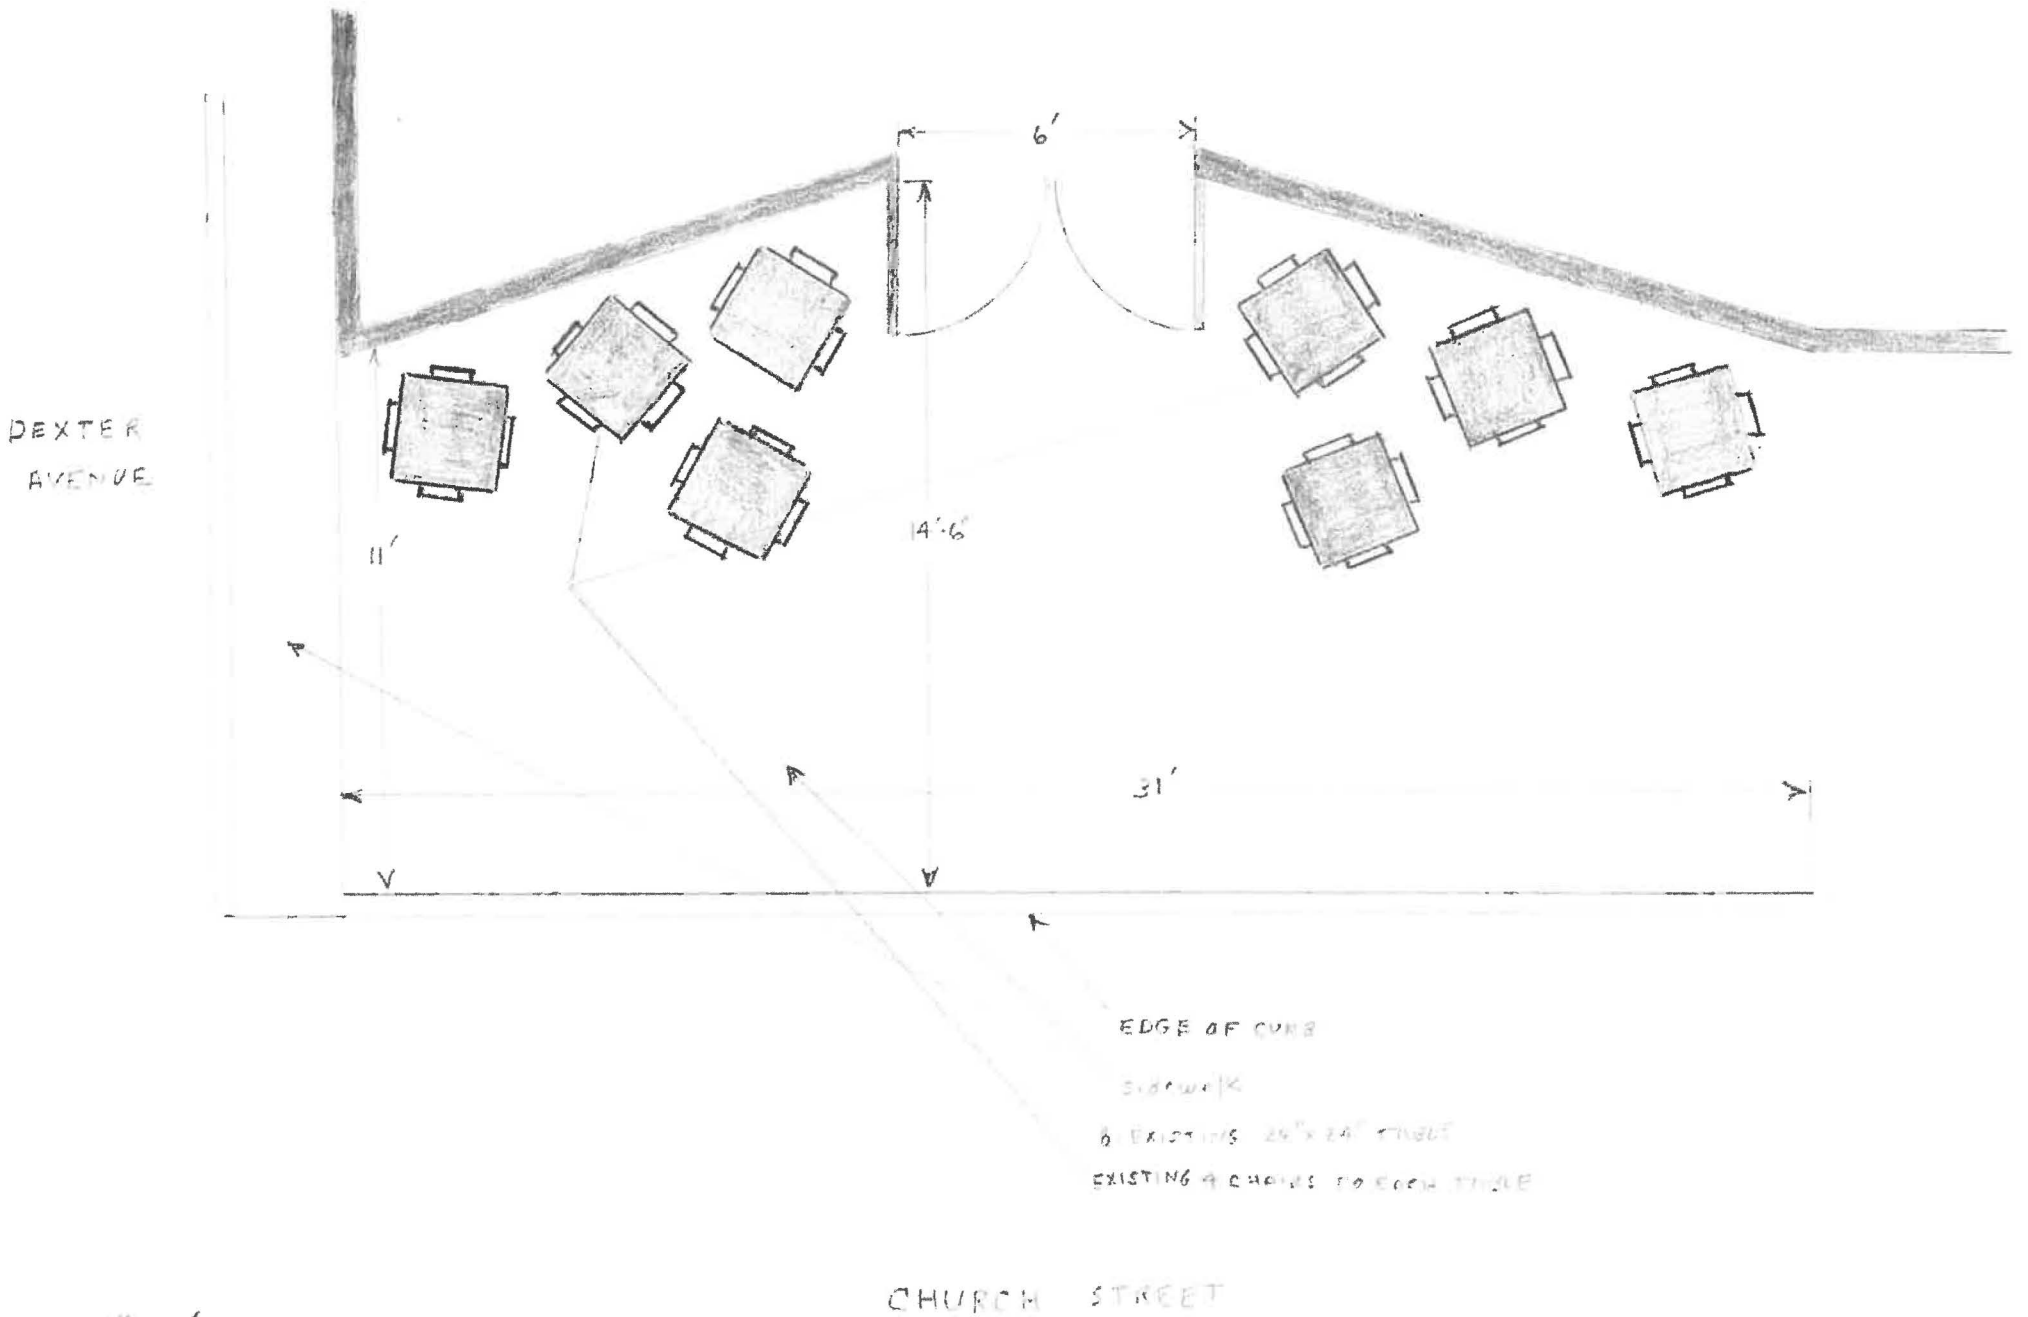 6'
DEXTER
AVENUE
11'
14'-6"
31'
EDGE OF CURB
Sidewalk
8 EXISTING 24" x 24" TABLE
EXISTING 4 CHAIRS TO EACH TABLE
CHURCH STREET